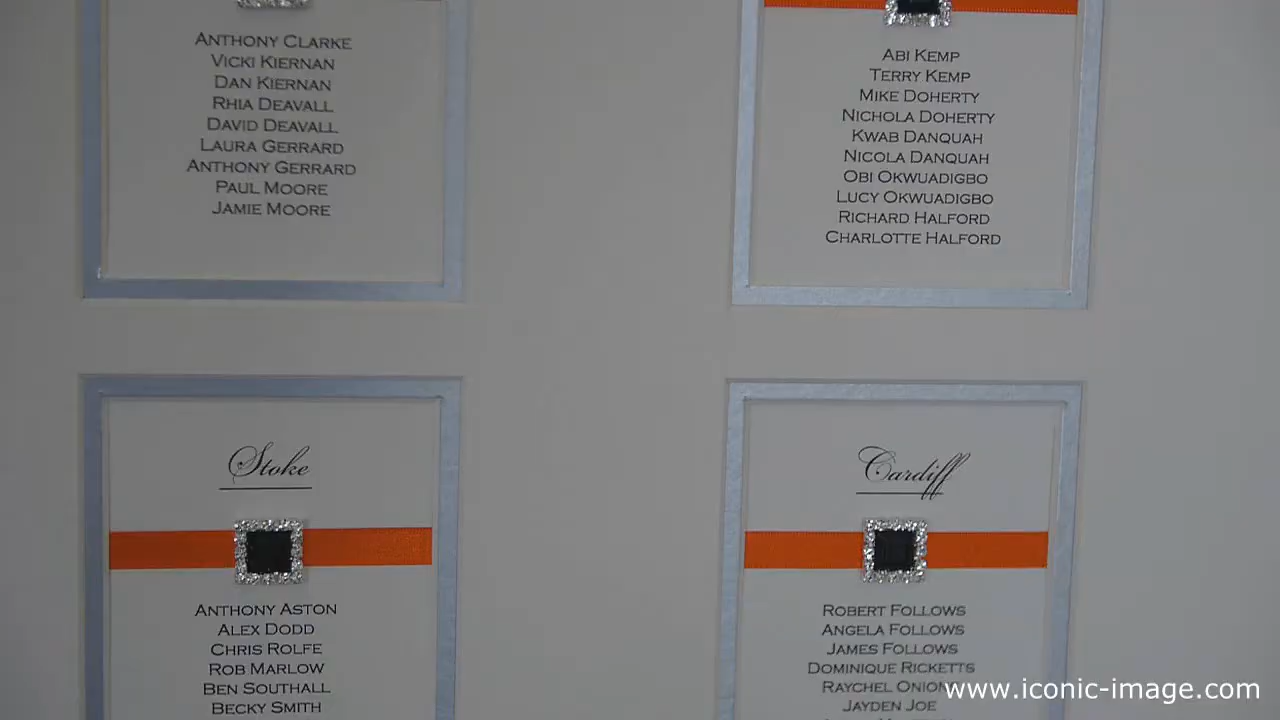 ANTHONY CLARKE
VICKI KIERNAN
DAN KIERNAN
RHIA DEAVALL
DAVID DEAVALL
LAURA GERRARD
ANTHONY GERRARD
PAUL MOORE
JAMIE MOORE
ABI KEMP
TERRY KEMP
MIKE DOHERTY
NICHOLA DOHERTY
KWAB DANQUAH
NICOLA DANQUAH
OBI OKWUADIGBO
LUCY OKWUADIGBO
RICHARD HALFORD
CHARLOTTE HALFORD
Stoke
ANTHONY ASTON
ALEX DODD
CHRIS ROLFE
ROB MARLOW
BEN SOUTHALL
BECKY SMITH
Cardiff
ROBERT FOLLOWS
ANGELA FOLLOWS
JAMES FOLLOWS
DOMINIQUE RICKETTS
RAYCHEL
JAYDEN JOE
www.iconic-image.com